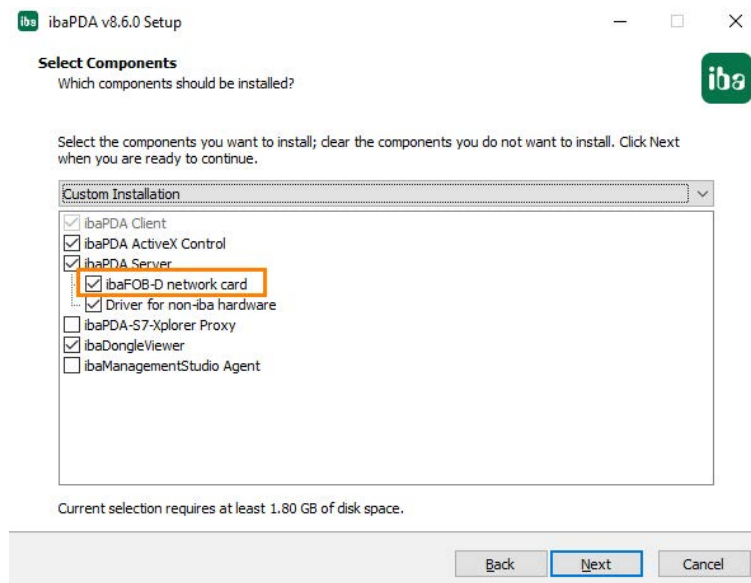 iba ibaPDA v8.6.0 Setup
Select Components
Which components should be installed?
iba
Select the components you want to install; clear the components you do not want to install. Click Next
when you are ready to continue.
Custom Installation
ibaPDA Client
ibaPDA ActiveX Control
ibaPDA Server
ibaFOB-D network card
Driver for non-iba hardware
ibaPDA-S7-Xplorer Proxy
ibaDongleViewer
ibaManagementStudio Agent
Current selection requires at least 1.80 GB of disk space.
Back Next Cancel